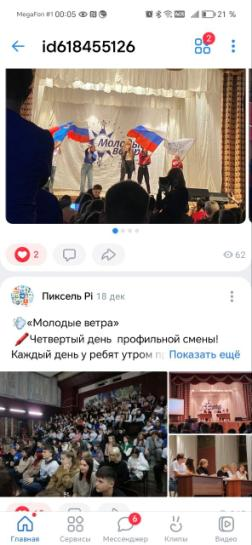 MegaFon #1 00:05
21 %
id618455126
2
Молодые
ветра
2
62
Пиксель Pi 18 дек
«Молодые ветра»
Четвертый день профильной смены!
Каждый день у ребят утром п Показать ещё
Главная
Сервисы
6
Мессенджер
Клипы
Видео